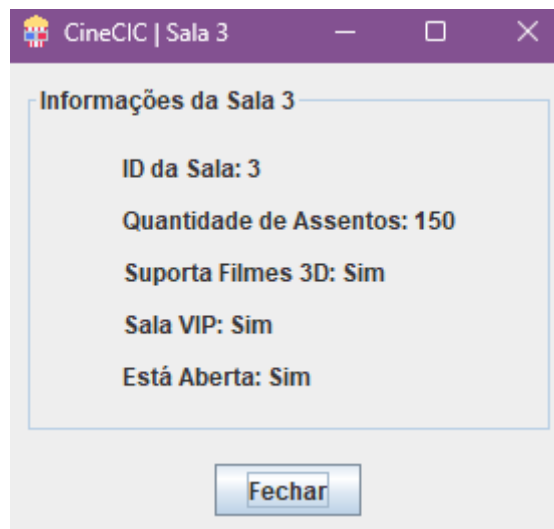 CineCIC | Sala 3
Informações da Sala 3
ID da Sala: 3
Quantidade de Assentos: 150
Suporta Filmes 3D: Sim
Sala VIP: Sim
Está Aberta: Sim
Fechar